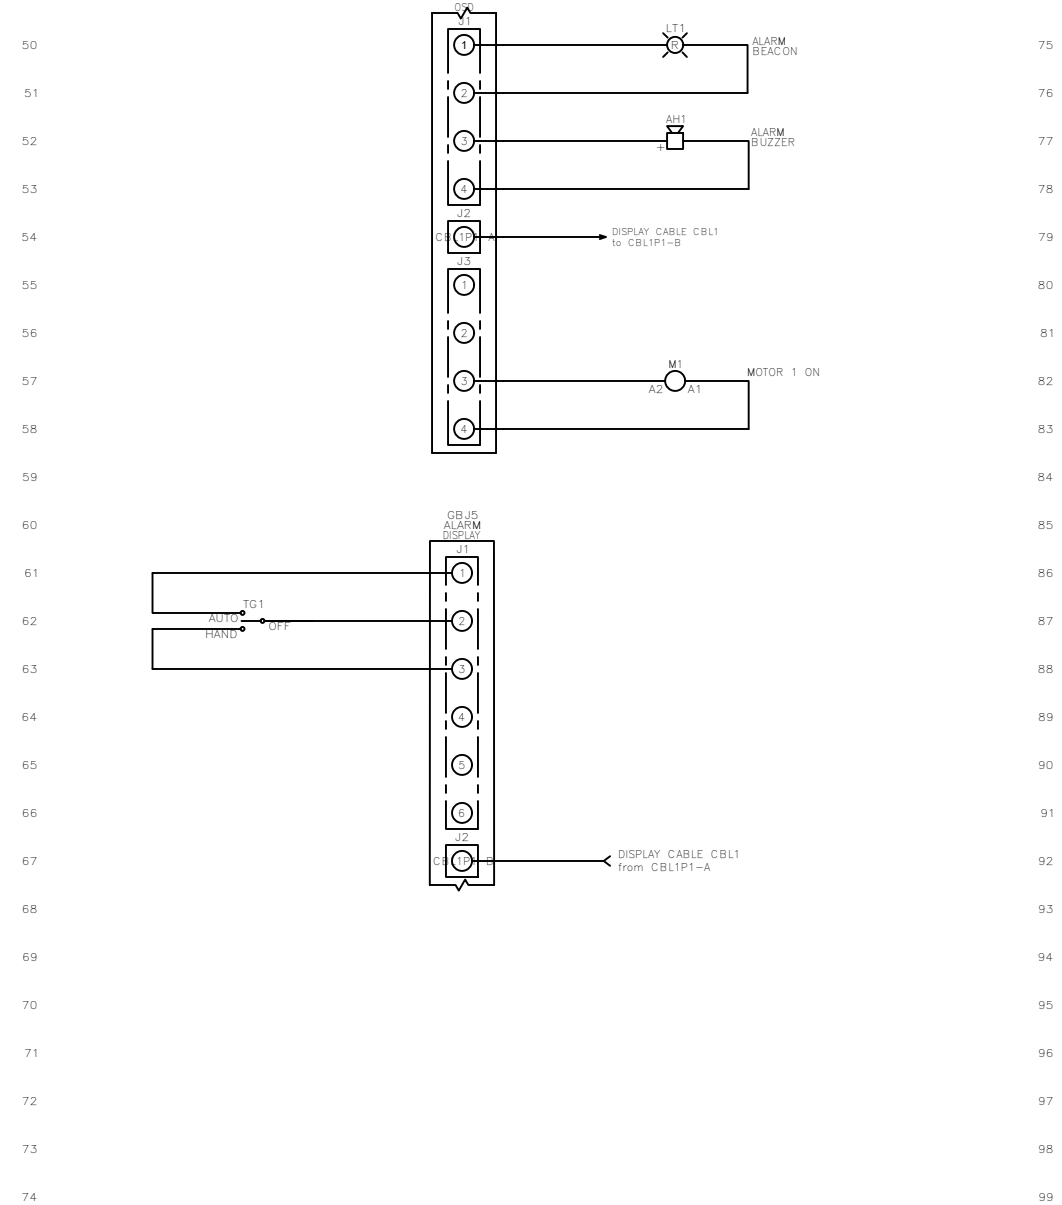 OSD
J1
LT1
50
1
R
ALARM
BEACON
75
51
2
76
AH1
52
3
+
ALARM
BUZZER
77
53
4
78
J2
54
CBL1P1-A
DISPLAY CABLE CBL1
to CBL1P1-B
79
J3
55
1
80
56
2
81
M1
57
3
A2
A1
MOTOR 1 ON
82
58
4
83
59
84
GBJ5
60
ALARM
DISPLAY
85
J1
61
1
86
TG1
62
AUTO
OFF
2
87
HAND
63
3
88
64
4
89
65
5
90
66
6
91
J2
67
CBL1P1-B
DISPLAY CABLE CBL1
from CBL1P1-A
92
68
93
69
94
70
95
71
96
72
97
73
98
74
99